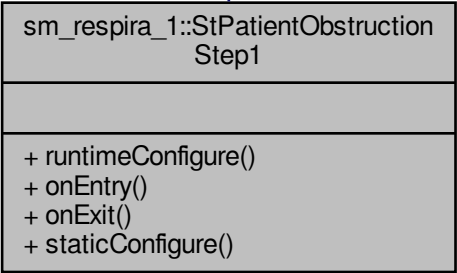 sm_respira_1::StPatientObstruction
Step1
+ runtimeConfigure()
+ onEntry()
+ onExit()
+ staticConfigure()